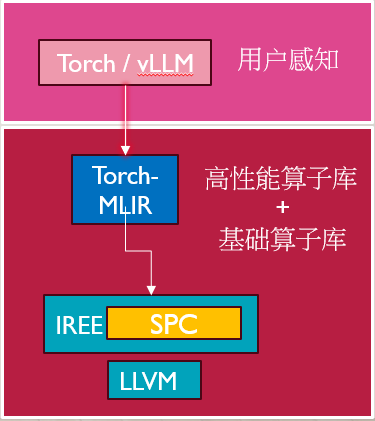 Torch / vLLM
用户感知
Torch-
MLIR
高性能算子库
+
基础算子库
IREE
SPC
LLVM